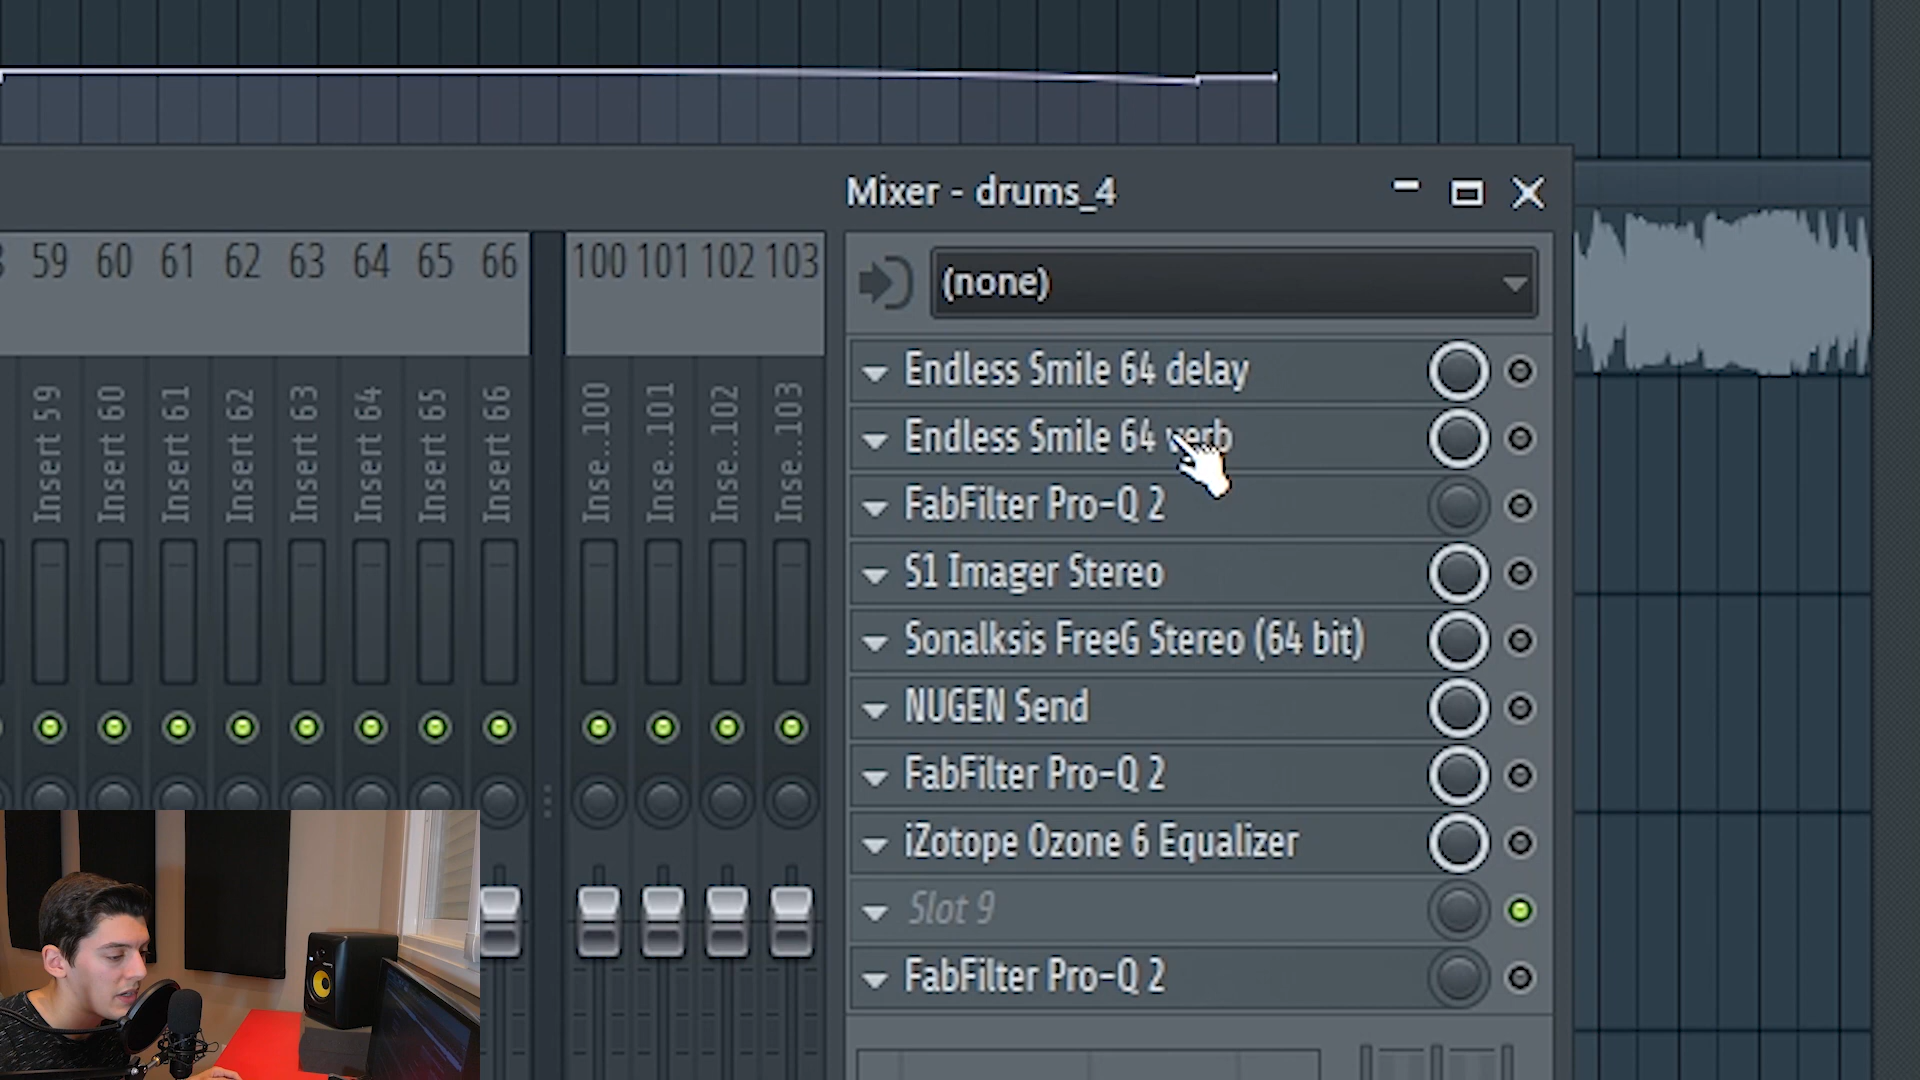 Mixer - drums_4
59 60 61 62 63 64 65 66 100 101 102 103
(none)
Insert 59
Insert 60
Insert 61
Insert 62
Insert 63
Insert 64
Insert 65
Insert 66
Inse..100
Inse..101
Inse..102
Inse..103
Endless Smile 64 delay
Endless Smile 64 verb
FabFilter Pro-Q 2
S1 Imager Stereo
Sonalksis FreeG Stereo (64 bit)
NUGEN Send
FabFilter Pro-Q 2
iZotope Ozone 6 Equalizer
Slot 9
FabFilter Pro-Q 2